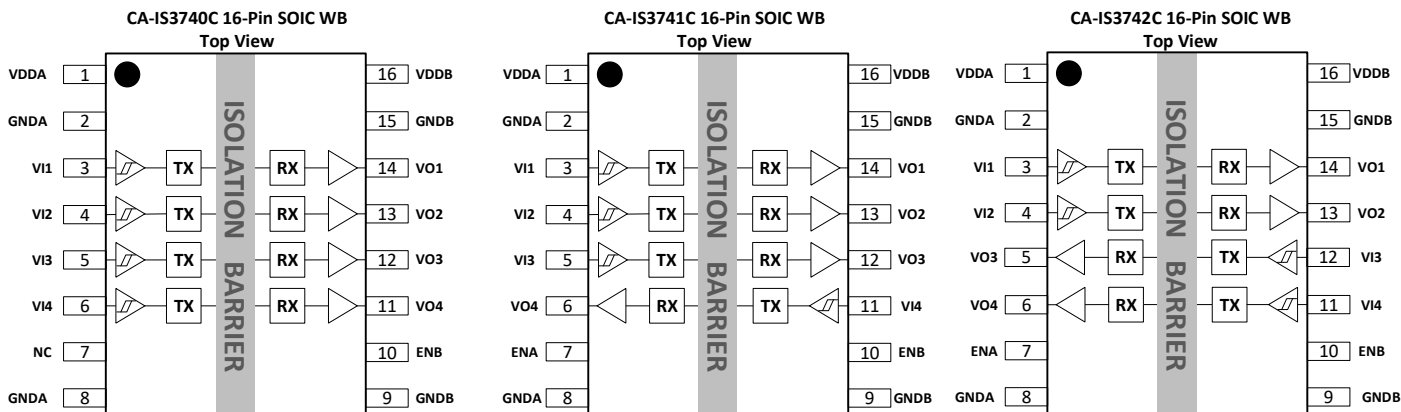 CA-IS3740C 16-Pin SOIC WB
Top View
VDDA 1 16 VDDB
GNDA 2 15 GNDB
VI1 3 TX RX 14 VO1
VI2 4 TX RX 13 VO2
VI3 5 TX RX 12 VO3
VI4 6 TX RX 11 VO4
NC 7 10 ENB
GNDA 8 9 GNDB
ISOLATION BARRIER
CA-IS3741C 16-Pin SOIC WB
Top View
VDDA 1 16 VDDB
GNDA 2 15 GNDB
VI1 3 TX RX 14 VO1
VI2 4 TX RX 13 VO2
VI3 5 TX RX 12 VO3
VO4 6 RX TX 11 VI4
ENA 7 10 ENB
GNDA 8 9 GNDB
ISOLATION BARRIER
CA-IS3742C 16-Pin SOIC WB
Top View
VDDA 1 16 VDDB
GNDA 2 15 GNDB
VI1 3 TX RX 14 VO1
VI2 4 TX RX 13 VO2
VO3 5 RX TX 12 VI3
VO4 6 RX TX 11 VI4
ENA 7 10 ENB
GNDA 8 9 GNDB
ISOLATION BARRIER